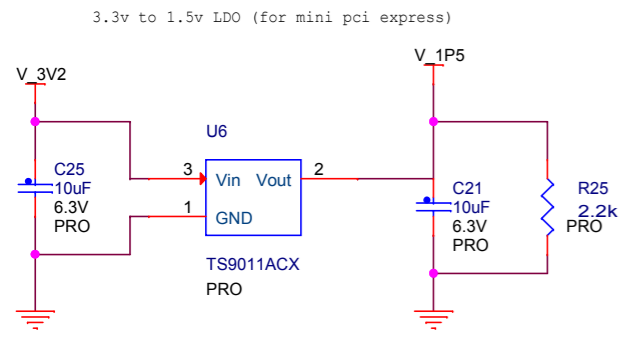 3.3v to 1.5v LDO (for mini pci express)
V_3V2
V_1P5
U6
C25
10uF
6.3V
PRO
3
Vin
Vout
2
1
GND
TS9011ACX
PRO
C21
10uF
6.3V
PRO
R25
2.2k
PRO